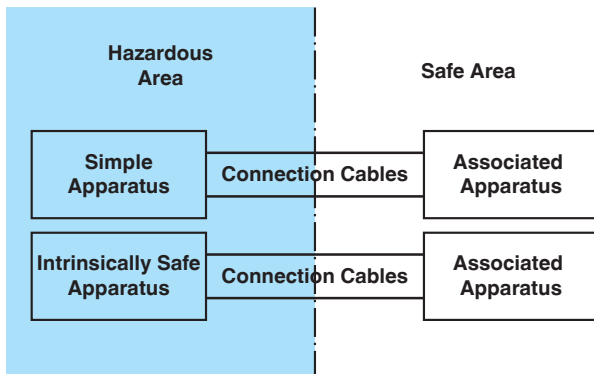 Hazardous
Area
Safe Area
Simple
Apparatus
Connection Cables
Associated
Apparatus
Intrinsically Safe
Apparatus
Connection Cables
Associated
Apparatus